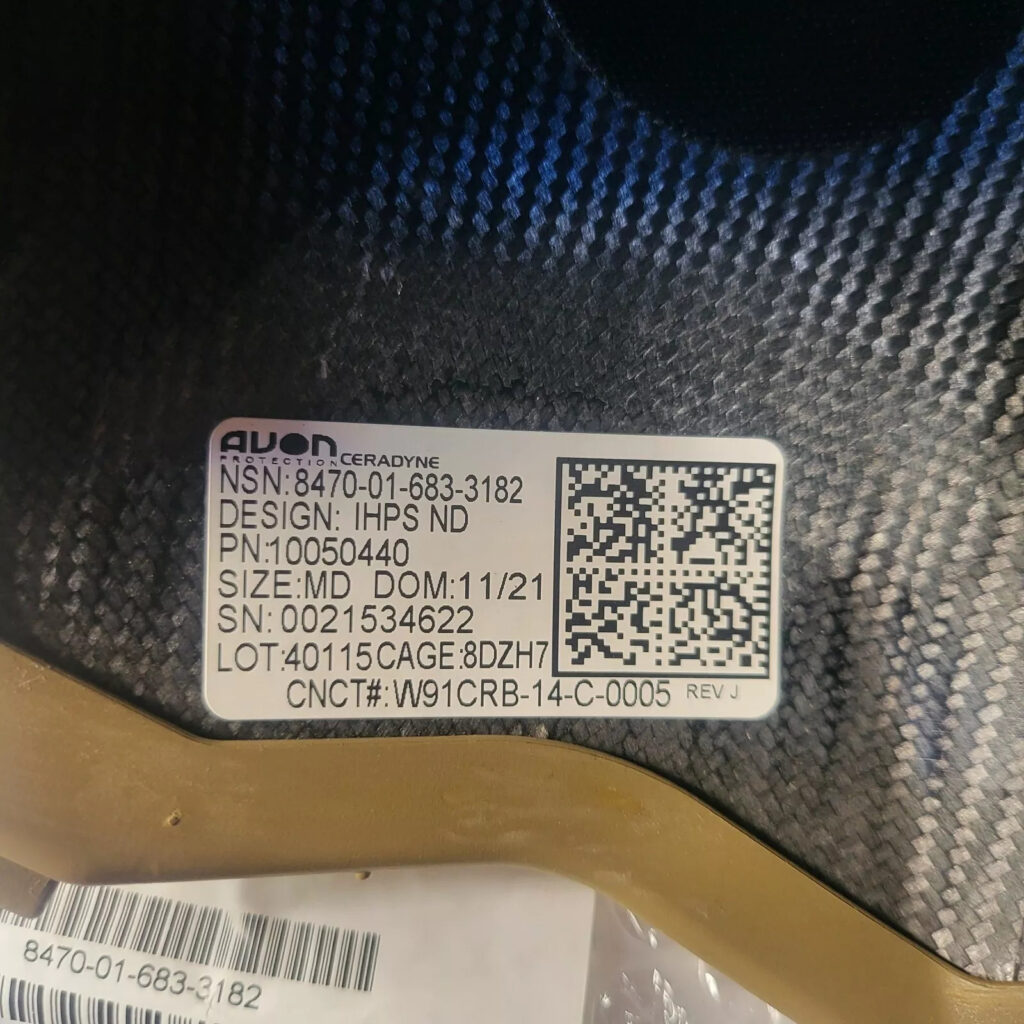 AVON
PROTECTION CERADYNE
NSN:8470-01-683-3182
DESIGN: IHPS ND
PN:10050440
SIZE:MD DOM:11/21
SN: 0021534622
LOT:40115 CAGE:8DZH7
CNCT#: W91CRB-14-C-0005 REV J
8470-01-683-3182